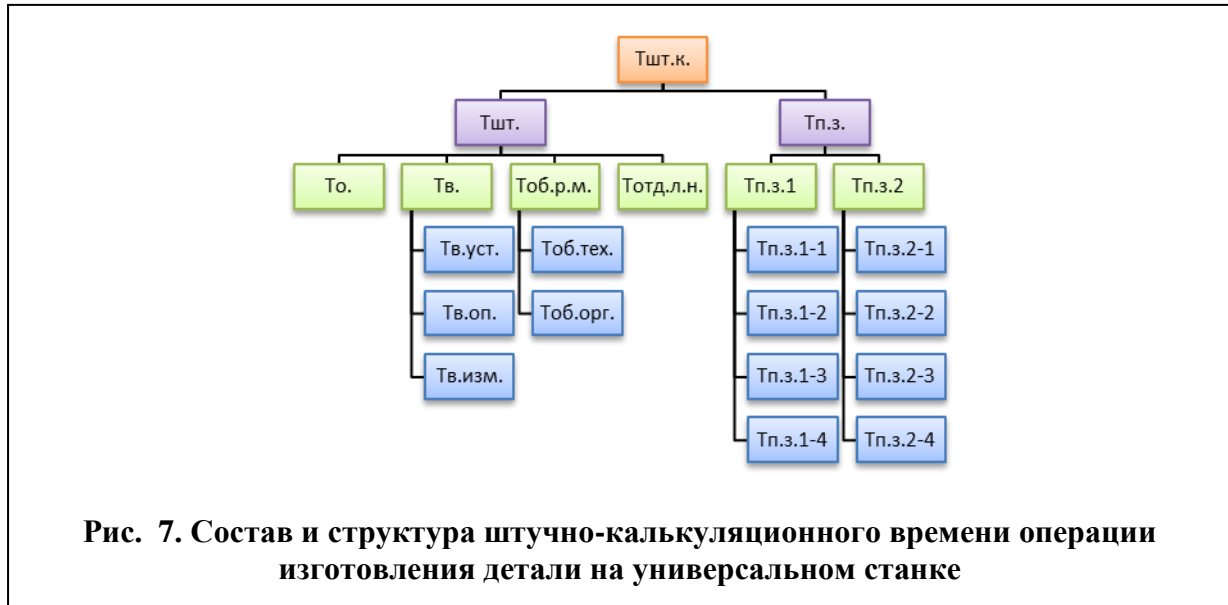 Тшт.к.
Тшт.
Тп.з.
То.
Тв.
Тоб.р.м.
Тотд.л.н.
Тп.з.1
Тп.з.2
Тв.уст.
Тоб.тех.
Тп.з.1-1
Тп.з.2-1
Тв.оп.
Тоб.орг.
Тп.з.1-2
Тп.з.2-2
Тв.изм.
Тп.з.1-3
Тп.з.2-3
Тп.з.1-4
Тп.з.2-4
Рис. 7. Состав и структура штучно-калькуляционного времени операции
изготовления детали на универсальном станке